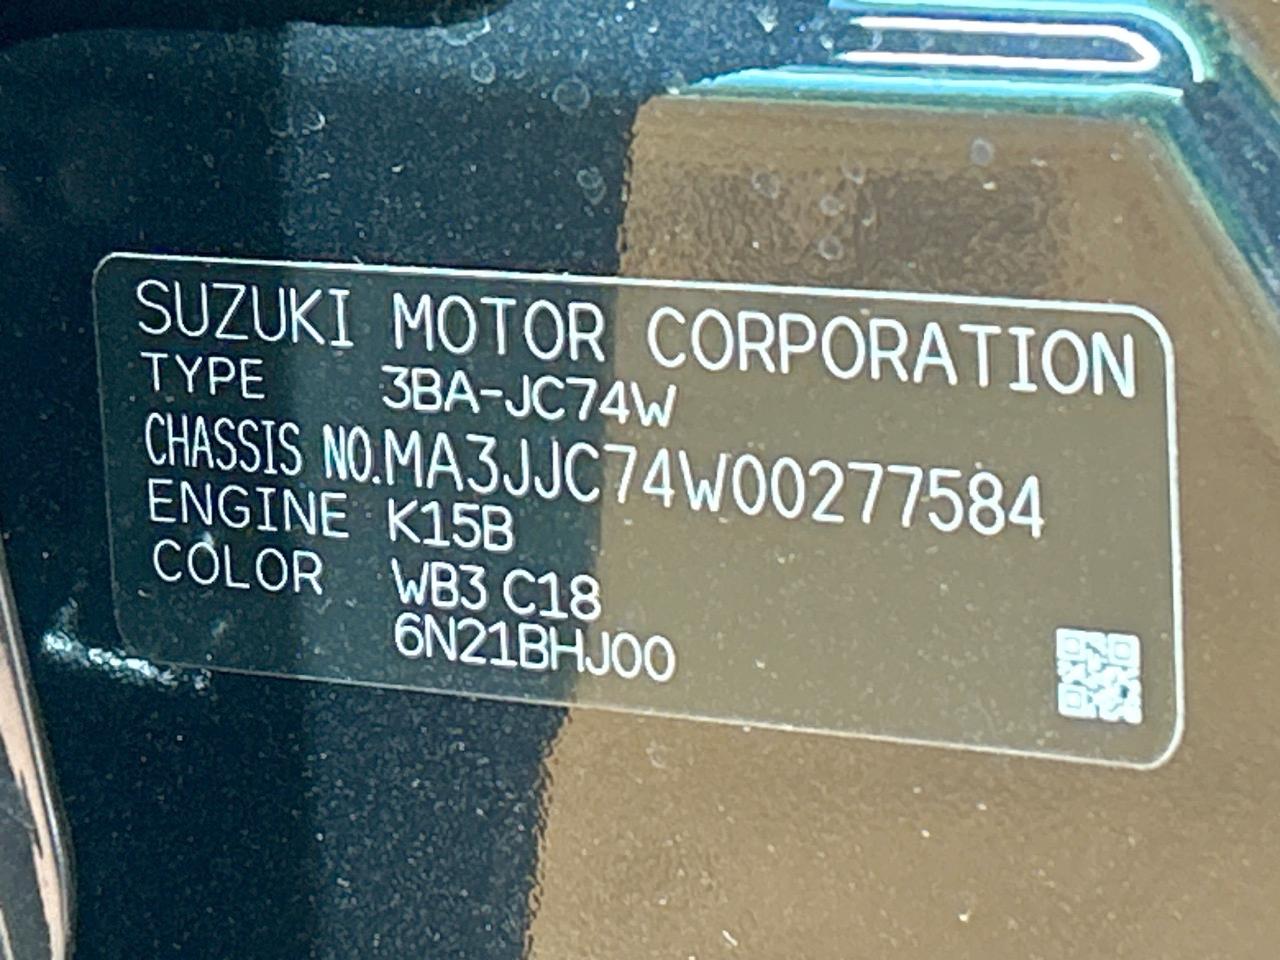 SUZUKI MOTOR CORPORATION
TYPE 3BA-JC74W
CHASSIS NO.MA3JJC74W00277584
ENGINE K15B
COLOR WB3 C18
6N21BHJ00